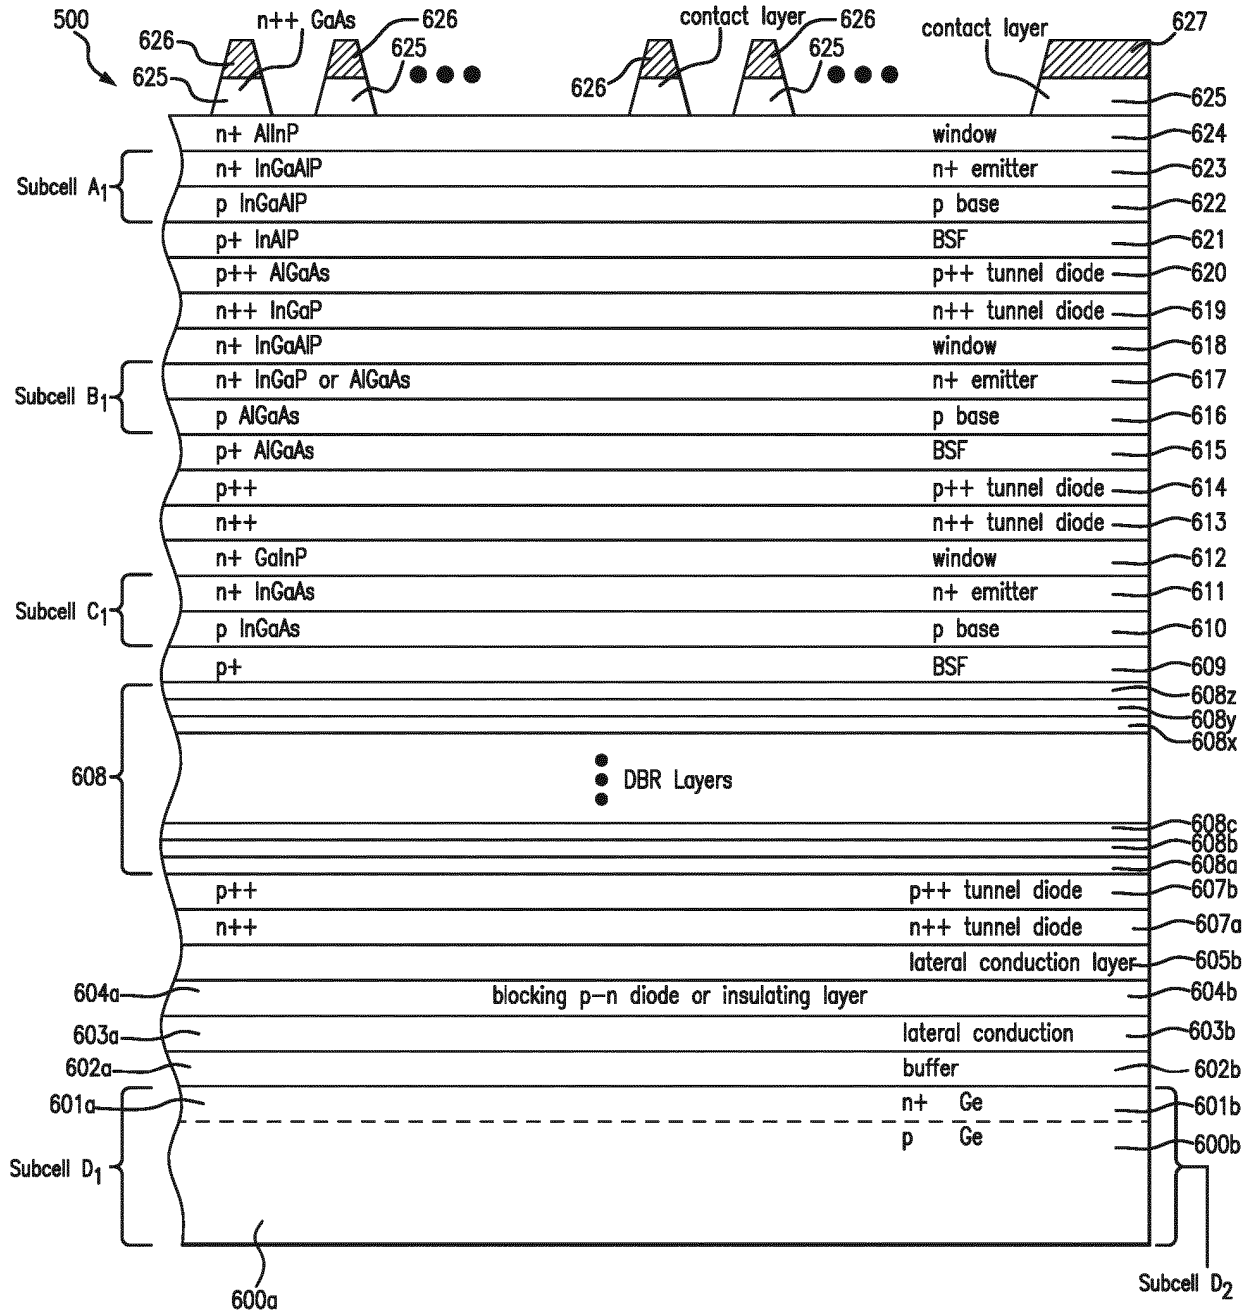 500
n++ GaAs
626
contact layer
626
contact layer
627
626
625
625
626
625
625
n+ AlInP window 624
Subcell A1
n+ InGaAlP n+ emitter 623
p InGaAlP p base 622
p+ InAlP BSF 621
p++ AlGaAs p++ tunnel diode 620
n++ InGaP n++ tunnel diode 619
n+ InGaAlP window 618
Subcell B1
n+ InGaP or AlGaAs n+ emitter 617
p AlGaAs p base 616
p+ AlGaAs BSF 615
p++ p++ tunnel diode 614
n++ n++ tunnel diode 613
n+ GaInP window 612
Subcell C1
n+ InGaAs n+ emitter 611
p InGaAs p base 610
p+ BSF 609
608z
608y
608x
608
DBR Layers
608c
608b
608a
p++ p++ tunnel diode 607b
n++ n++ tunnel diode 607a
lateral conduction layer 605b
604a blocking p-n diode or insulating layer 604b
603a lateral conduction 603b
602a buffer 602b
601a n+ Ge 601b
p Ge 600b
Subcell D1
Subcell D2
600a